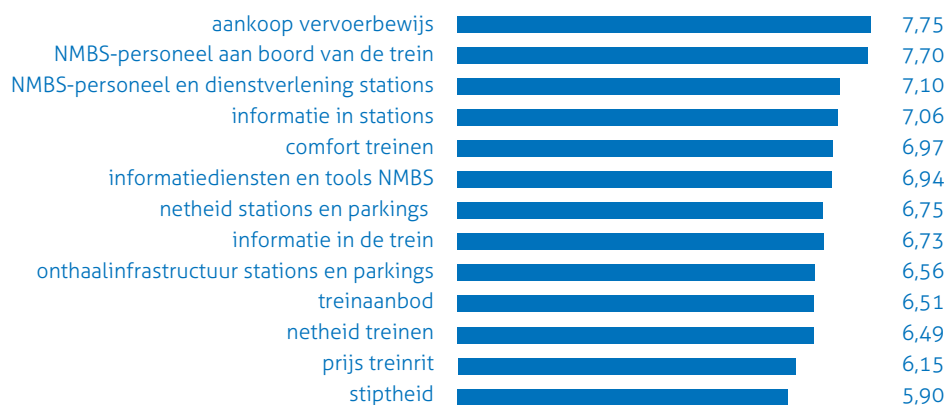 aankoop vervoerbewijs 7,75
NMBS-personeel aan boord van de trein 7,70
NMBS-personeel en dienstverlening stations 7,10
informatie in stations 7,06
comfort treinen 6,97
informatiediensten en tools NMBS 6,94
netheid stations en parkings 6,75
informatie in de trein 6,73
onthaalinfrastructuur stations en parkings 6,56
treinaanbod 6,51
netheid treinen 6,49
prijs treinrit 6,15
stiptheid 5,90